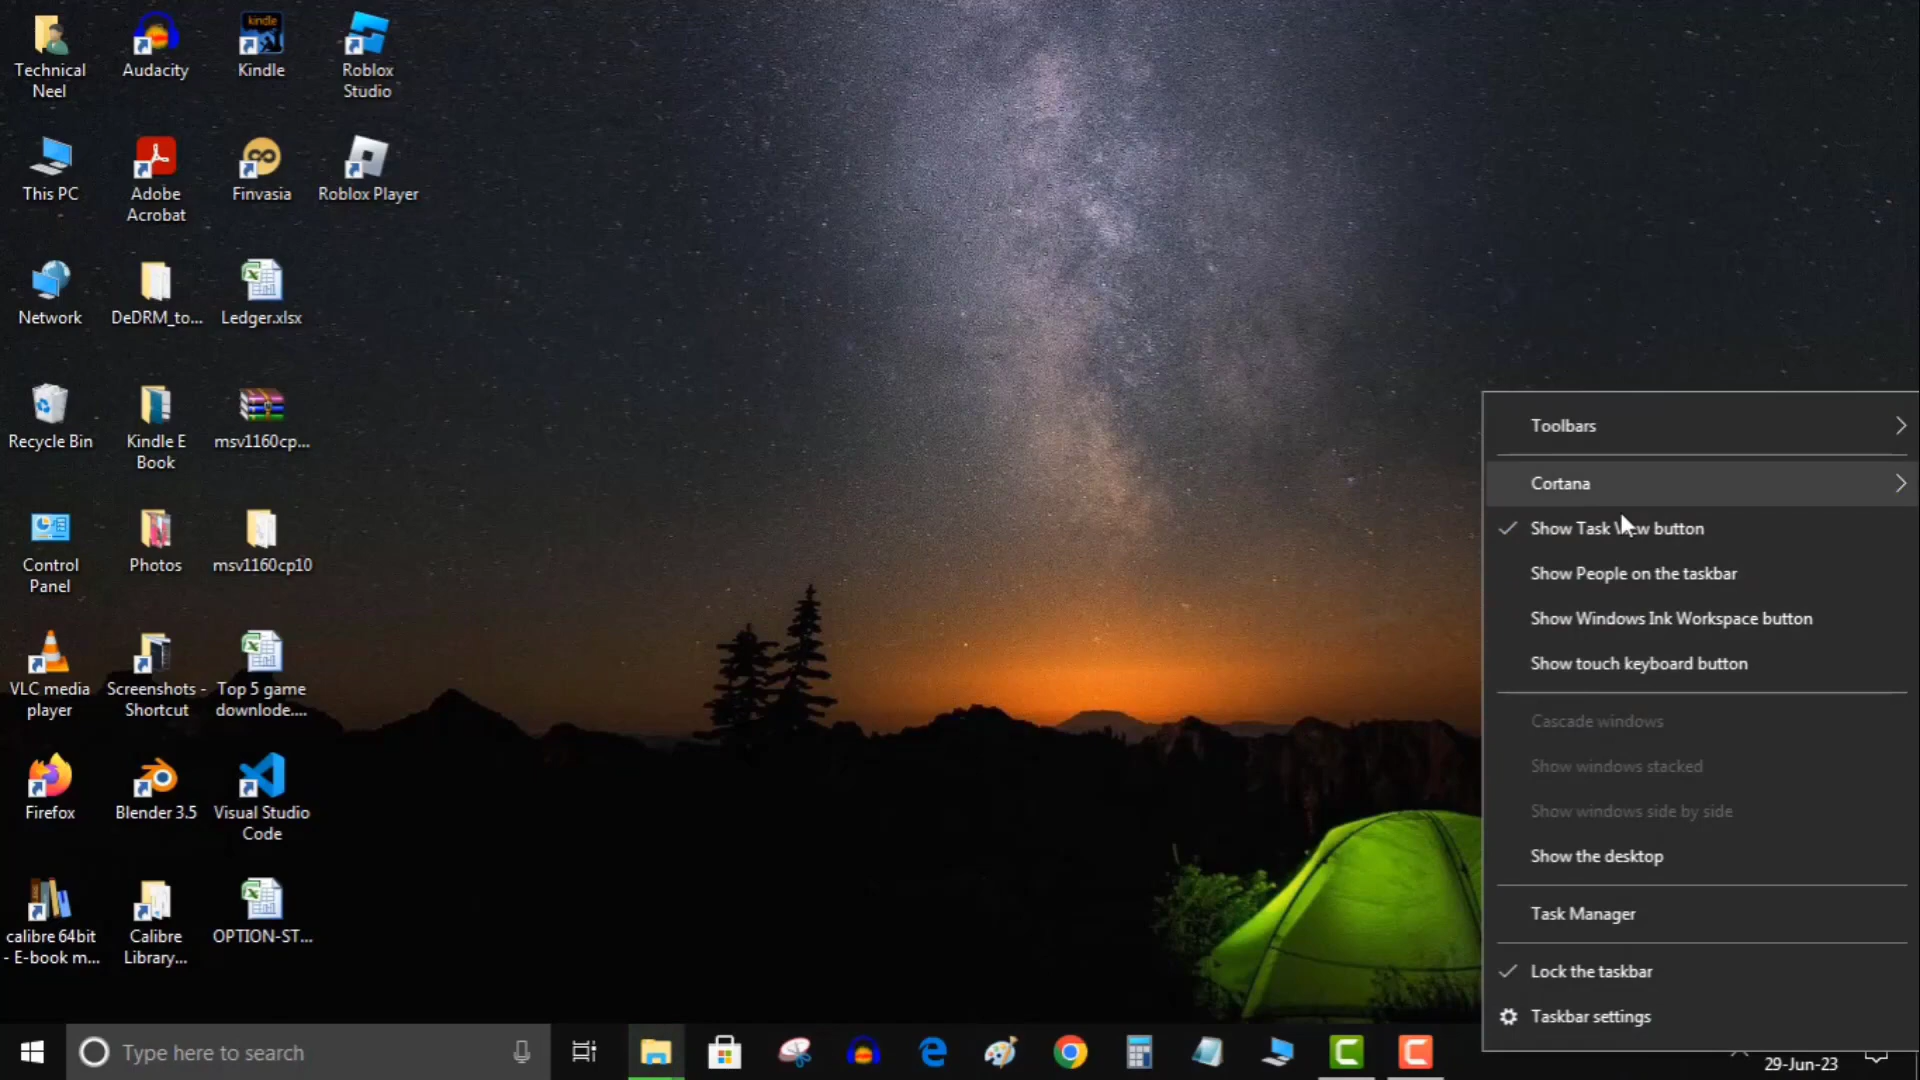 Technical
Neel
Audacity
kindle
Kindle
Roblox
Studio
This PC
Adobe
Acrobat
Finvasia
Roblox Player
Network
DeDRM_to...
Ledger.xlsx
Recycle Bin
Kindle E
Book
msv1160cp...
Control
Panel
Photos
msv1160cp10
VLC media
player
Screenshots -
Shortcut
Top 5 game
downlode....
Firefox
Blender 3.5
Visual Studio
Code
calibre 64bit
- E-book m...
Calibre
Library...
OPTION-ST...
Toolbars
Cortana
Show Task View button
Show People on the taskbar
Show Windows Ink Workspace button
Show touch keyboard button
Cascade windows
Show windows stacked
Show windows side by side
Show the desktop
Task Manager
Lock the taskbar
Taskbar settings
Type here to search
29-Jun-23